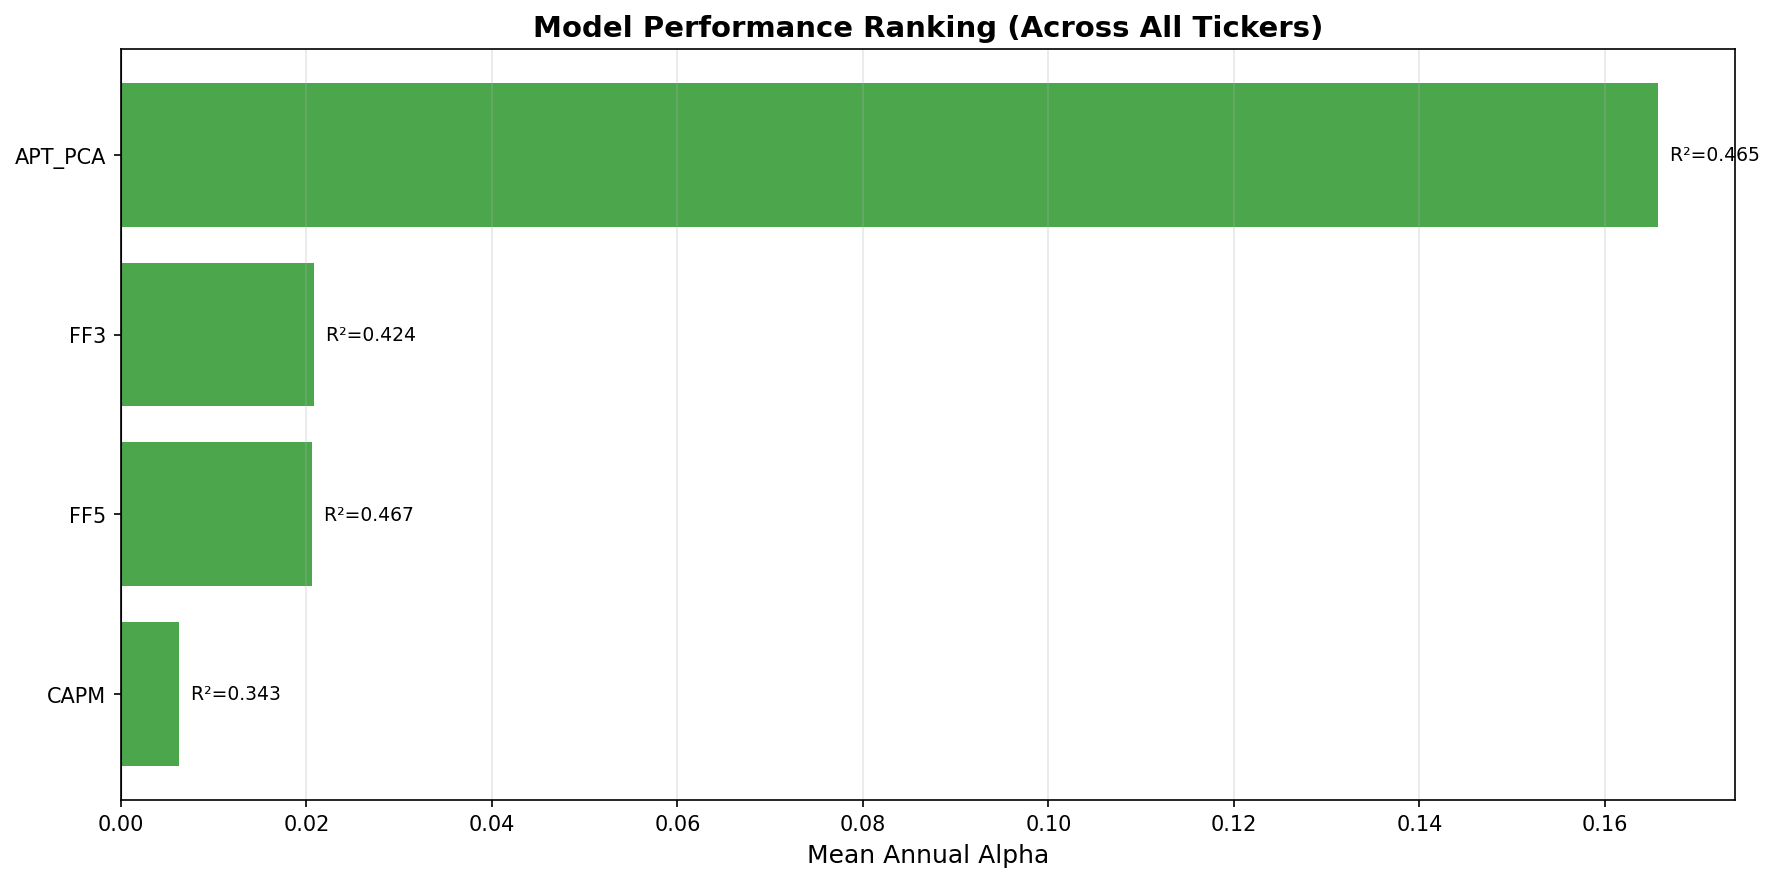 Model Performance Ranking (Across All Tickers)
APT_PCA
R²=0.465
FF3
R²=0.424
FF5
R²=0.467
CAPM
R²=0.343
0.00 0.02 0.04 0.06 0.08 0.10 0.12 0.14 0.16
Mean Annual Alpha